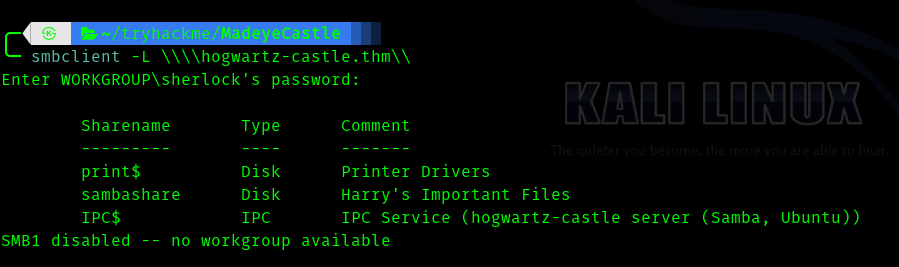 ~/tryhackme/MadeyeCastle
smbclient -L \\\\hogwartz-castle.thm\\
Enter WORKGROUP\sherlock's password:
Sharename Type Comment
--------- ---- -------
print$ Disk Printer Drivers
sambashare Disk Harry's Important Files
IPC$ IPC IPC Service (hogwartz-castle server (Samba, Ubuntu))
SMB1 disabled -- no workgroup available
KALI LINUX
The quieter you become, the more you are able to hear